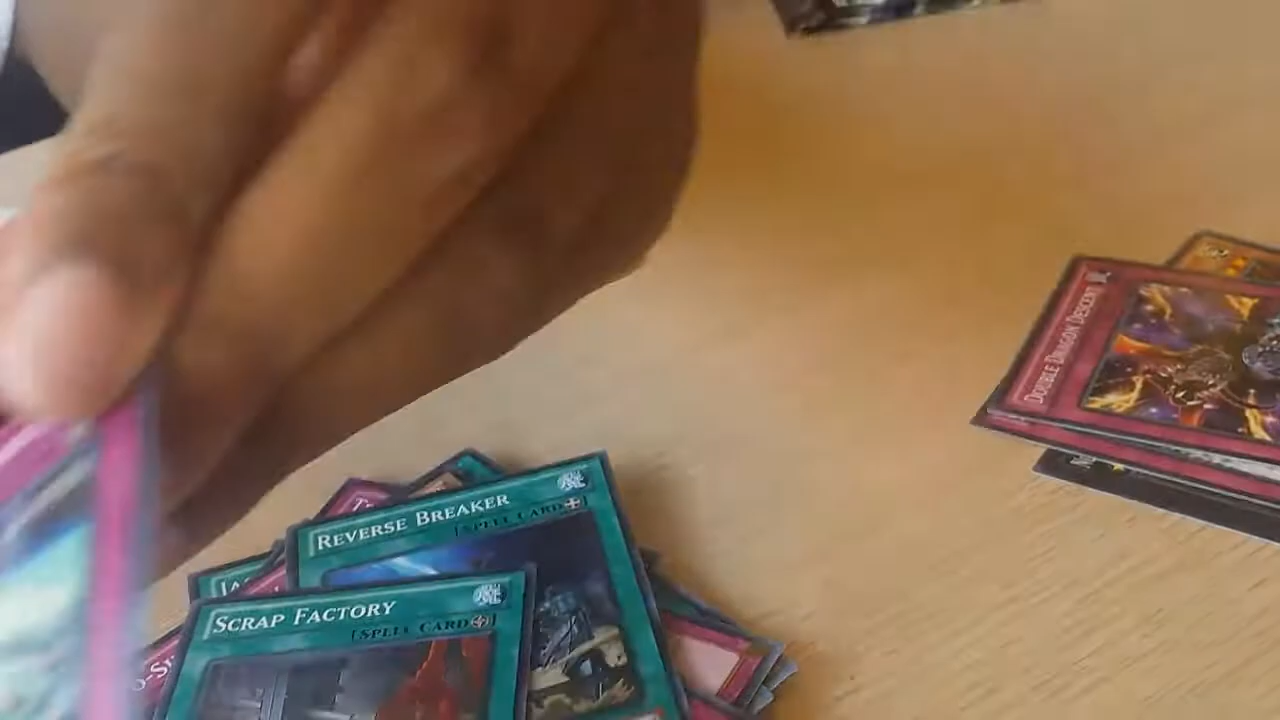 DOUBLE DRAGON DESCENT
REVERSE BREAKER
[SPELL CARD]
SCRAP FACTORY
[SPELL CARD]